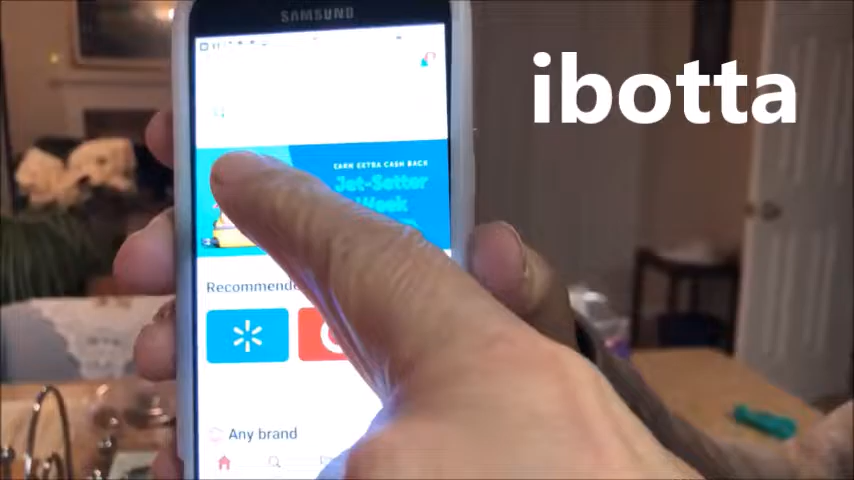 SAMSUNG
ibotta
EARN EXTRA CASH BACK
Jet-Setter
Week
Recommende
Any brand